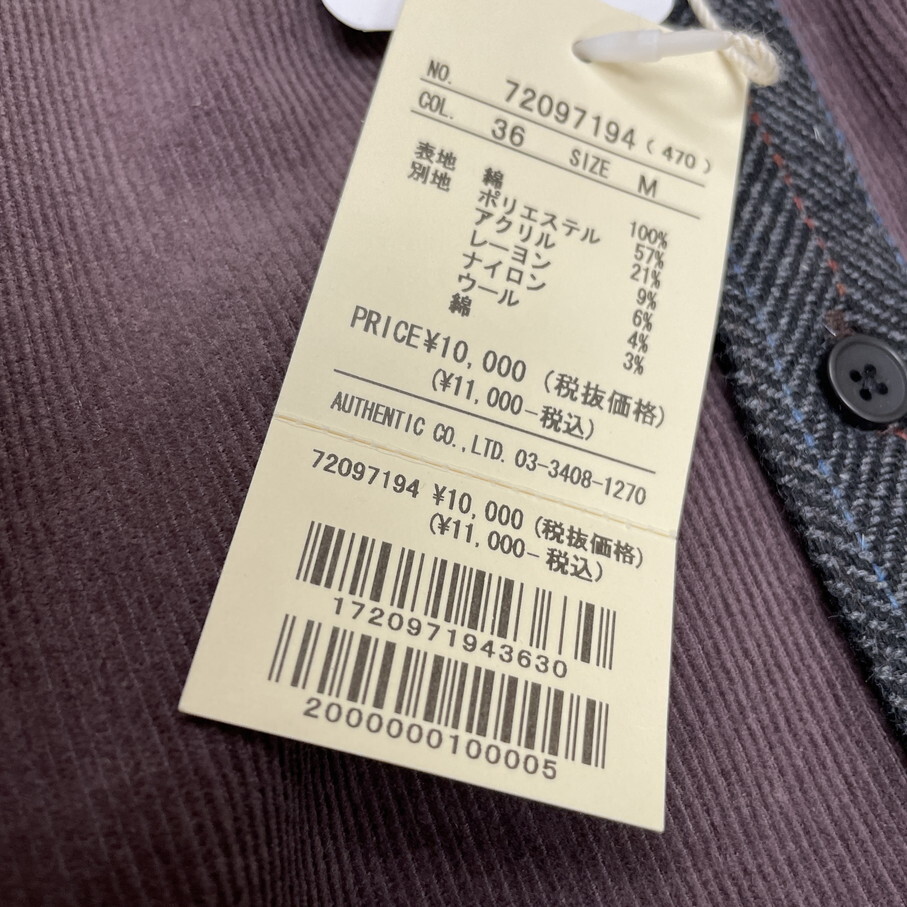 NO. 72097194 ( 470 )
COL. 36 SIZE M
表地 綿 100%
別地 ポリエステル 57%
アクリル 21%
レーヨン 9%
ナイロン 6%
ウール 4%
綿 3%
PRICE¥10,000 (税抜価格)
(¥11,000-税込)
AUTHENTIC CO.,LTD. 03-3408-1270
72097194 ¥10,000 (税抜価格)
(¥11,000-税込)
1720971943630
2000000100005